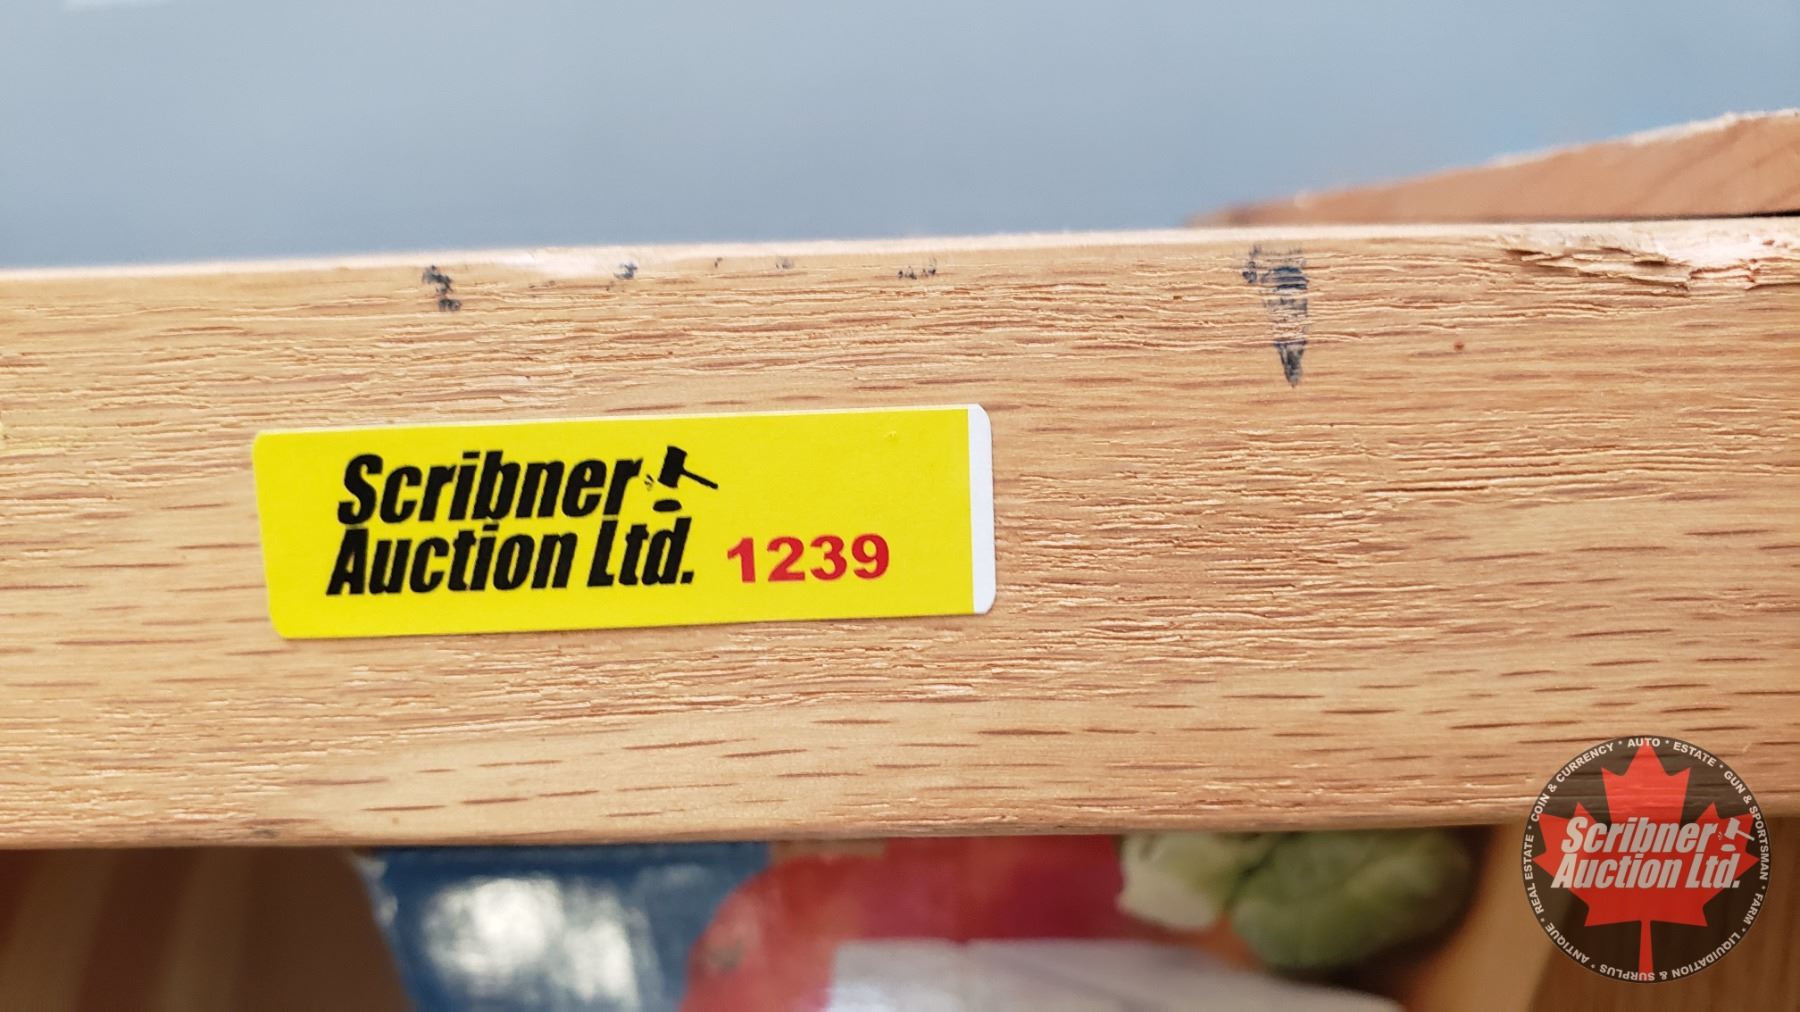 Scribner
Auction Ltd. 1239
COIN & CURRENCY • AUTO • ESTATE • GUN & SPORTSMAN • FARM • LIQUIDATION & SURPLUS • ANTIQUE • REAL ESTATE •
Scribner
Auction Ltd.